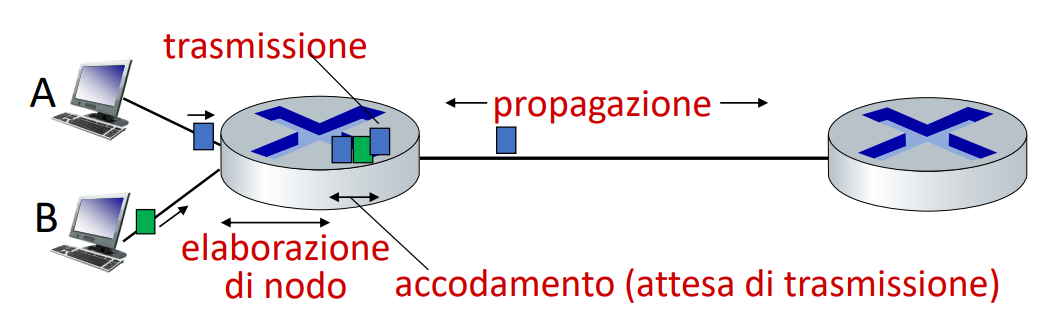 trasmissione
A
propagazione
B
elaborazione
di nodo
accodamento (attesa di trasmissione)